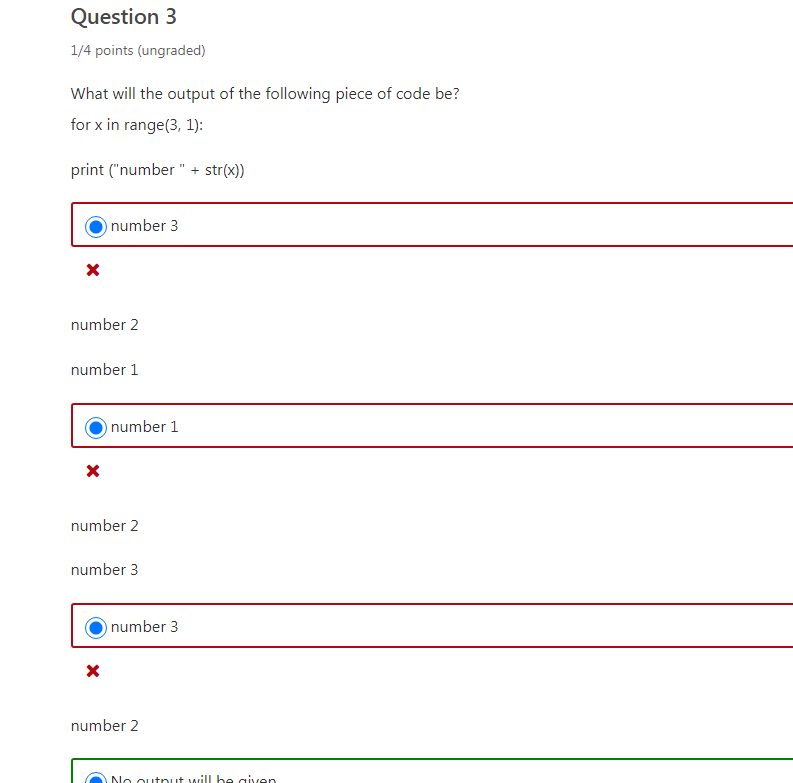 Question 3
1/4 points (ungraded)
What will the output of the following piece of code be?
for x in range(3, 1):
print ("number " + str(x))
number 3
number 2
number 1
number 1
number 2
number 3
number 3
number 2
No output will be given